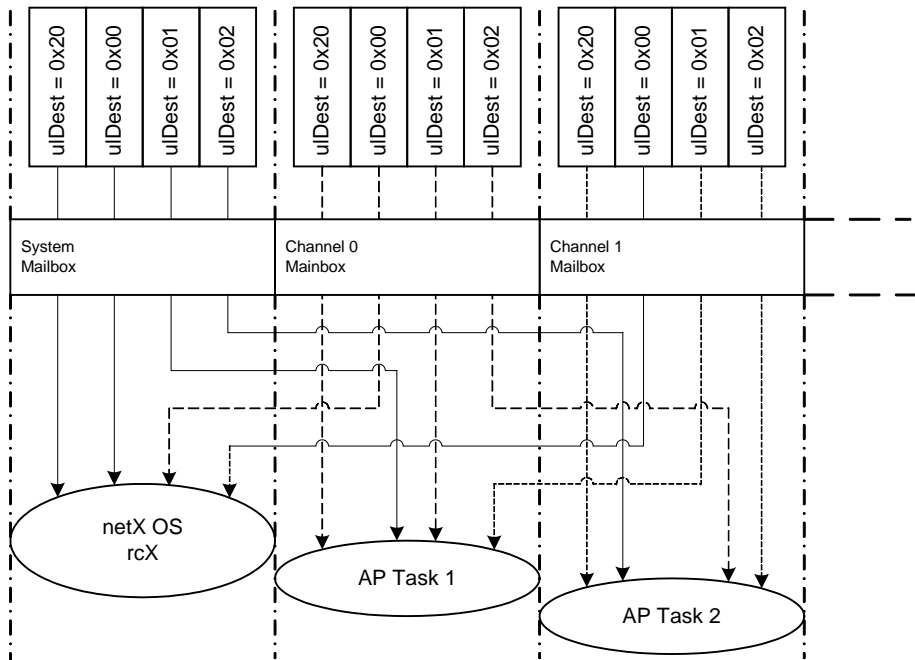 ulDest = 0x20
ulDest = 0x00
ulDest = 0x01
ulDest = 0x02
ulDest = 0x20
ulDest = 0x00
ulDest = 0x01
ulDest = 0x02
ulDest = 0x20
ulDest = 0x00
ulDest = 0x01
ulDest = 0x02
System
Mailbox
Channel 0
Mainbox
Channel 1
Mailbox
netX OS
rcX
AP Task 1
AP Task 2